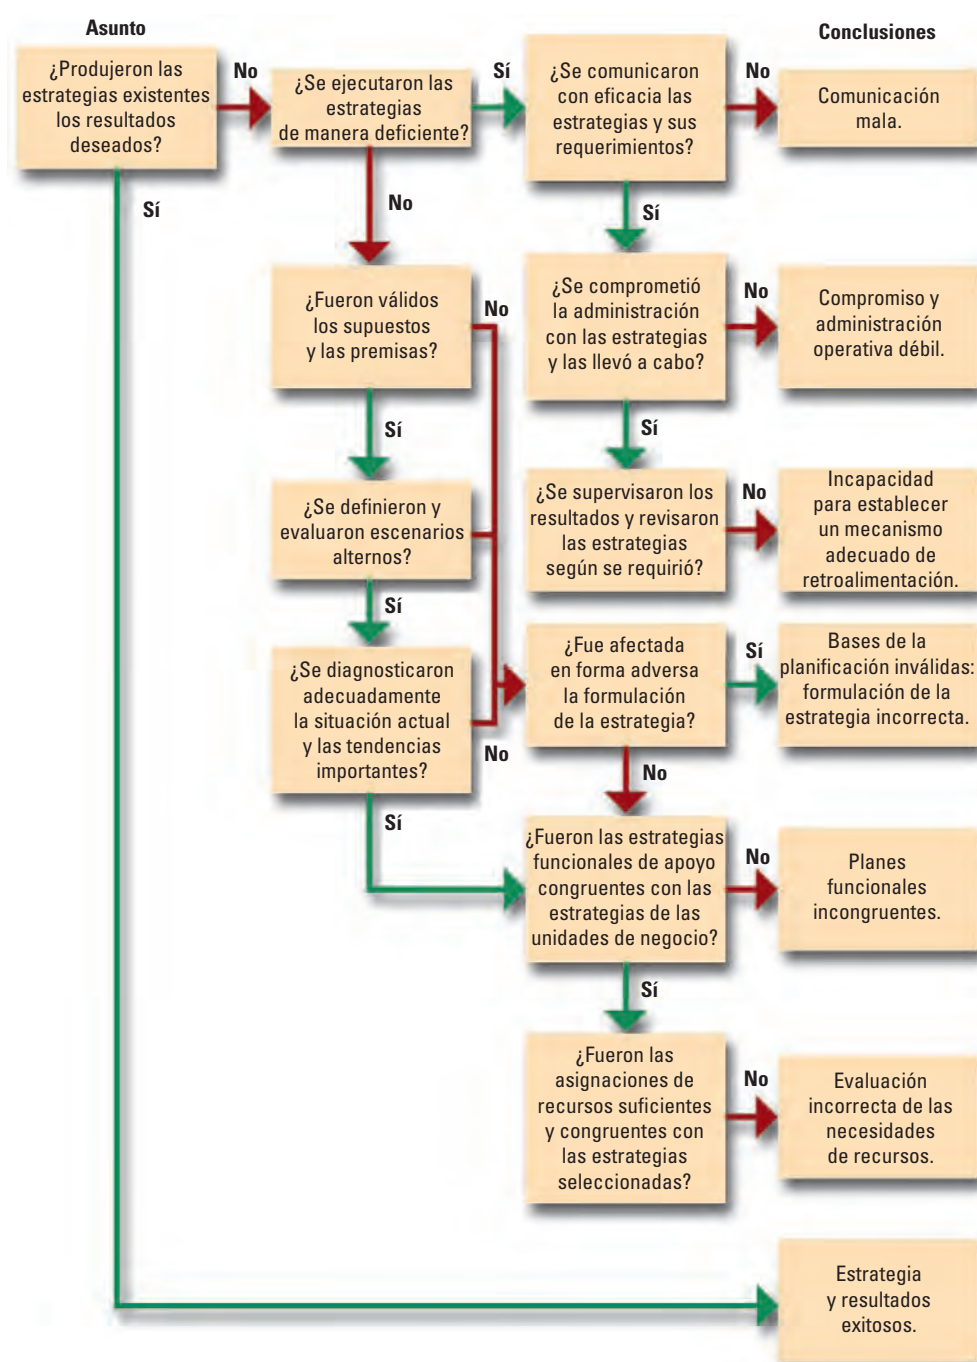 Asunto
Conclusiones
¿Produjeron las
estrategias existentes
los resultados
deseados?
No
Sí
¿Se ejecutaron las
estrategias
de manera deficiente?
Sí
No
¿Se comunicaron
con eficacia las
estrategias y sus
requerimientos?
No
Sí
Comunicación
mala.
¿Fueron válidos
los supuestos
y las premisas?
No
Sí
¿Se comprometió
la administración
con las estrategias
y las llevó a cabo?
No
Sí
Compromiso y
administración
operativa débil.
¿Se definieron y
evaluaron escenarios
alternos?
Sí
¿Se supervisaron los
resultados y revisaron
las estrategias
según se requirió?
No
Incapacidad
para establecer
un mecanismo
adecuado de
retroalimentación.
¿Se diagnosticaron
adecuadamente
la situación actual
y las tendencias
importantes?
No
Sí
¿Fue afectada
en forma adversa
la formulación
de la estrategia?
Sí
No
Bases de la
planificación inválidas:
formulación de la
estrategia incorrecta.
¿Fueron las estrategias
funcionales de apoyo
congruentes con las
estrategias de las
unidades de negocio?
No
Sí
Planes
funcionales
incongruentes.
¿Fueron las
asignaciones de
recursos suficientes
y congruentes con
las estrategias
seleccionadas?
No
Evaluación
incorrecta de las
necesidades
de recursos.
Estrategia
y resultados
exitosos.